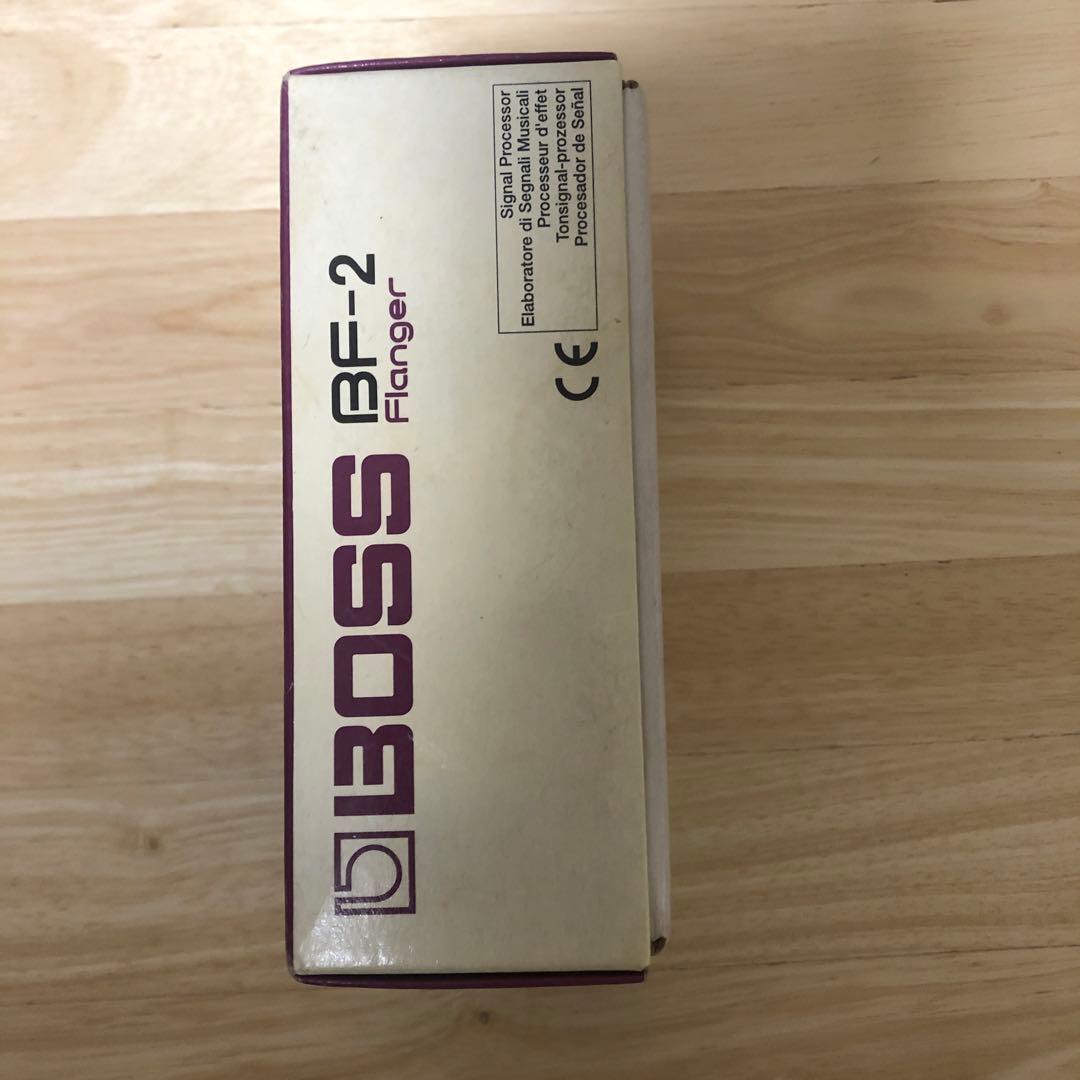 BOSS BF-2
Flanger
Signal Processor
Elaboratore di Segnali Musicali
Processeur d'effet
Tonsignal-prozessor
Procesador de Señal
CE